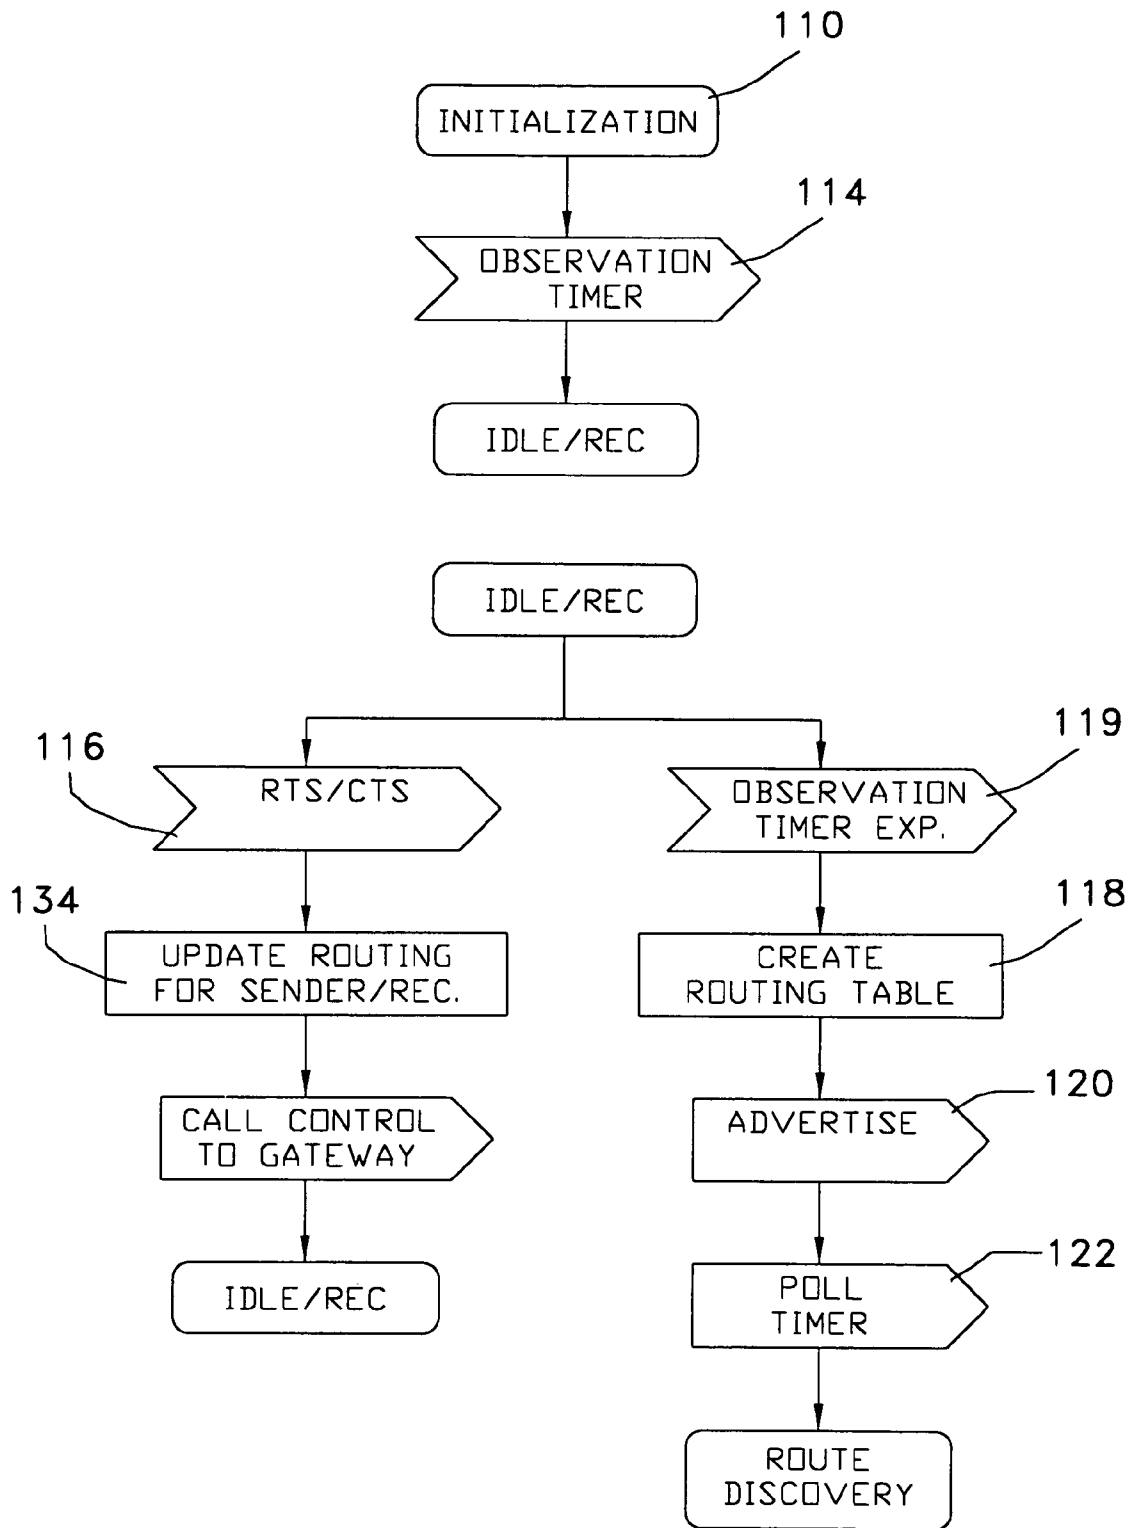 110
INITIALIZATION
114
OBSERVATION
TIMER
IDLE/REC
IDLE/REC
116
RTS/CTS
119
OBSERVATION
TIMER EXP.
134
UPDATE ROUTING
FOR SENDER/REC.
118
CREATE
ROUTING TABLE
CALL CONTROL
TO GATEWAY
120
ADVERTISE
IDLE/REC
122
POLL
TIMER
ROUTE
DISCOVERY